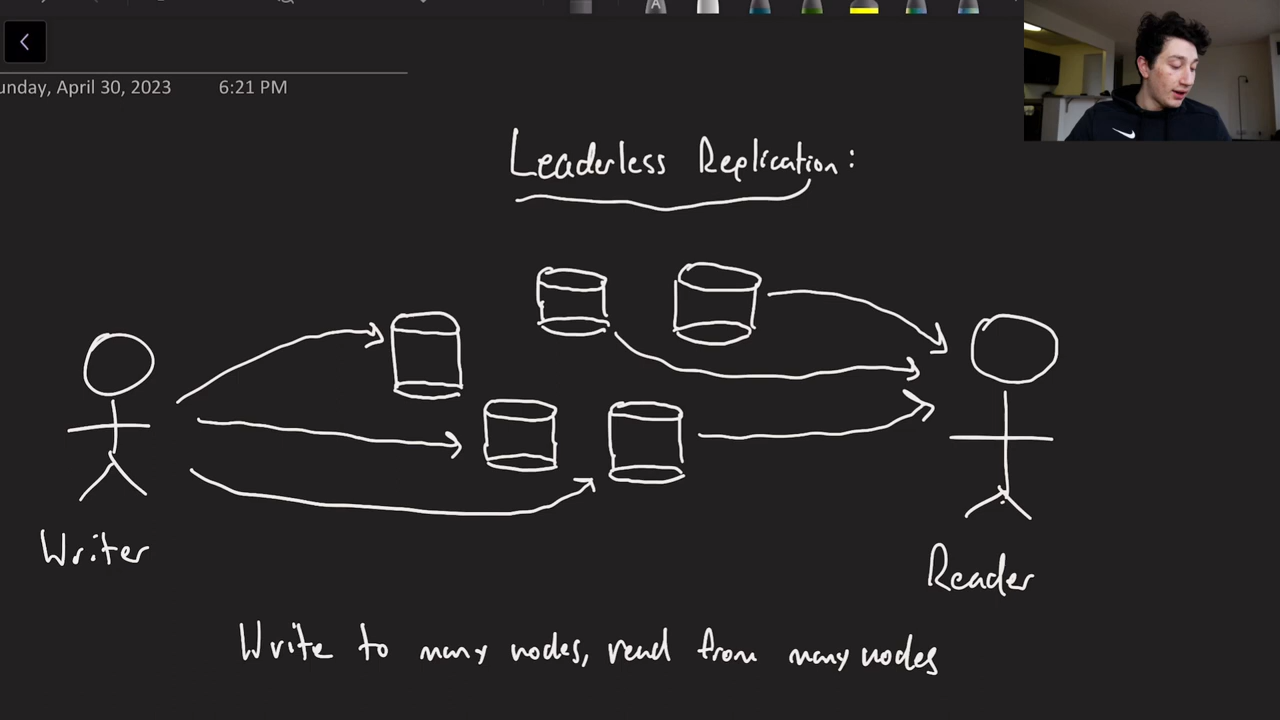 unday, April 30, 2023 6:21 PM
Leaderless Replication:
Writer
Reader
Write to many nodes, read from many nodes